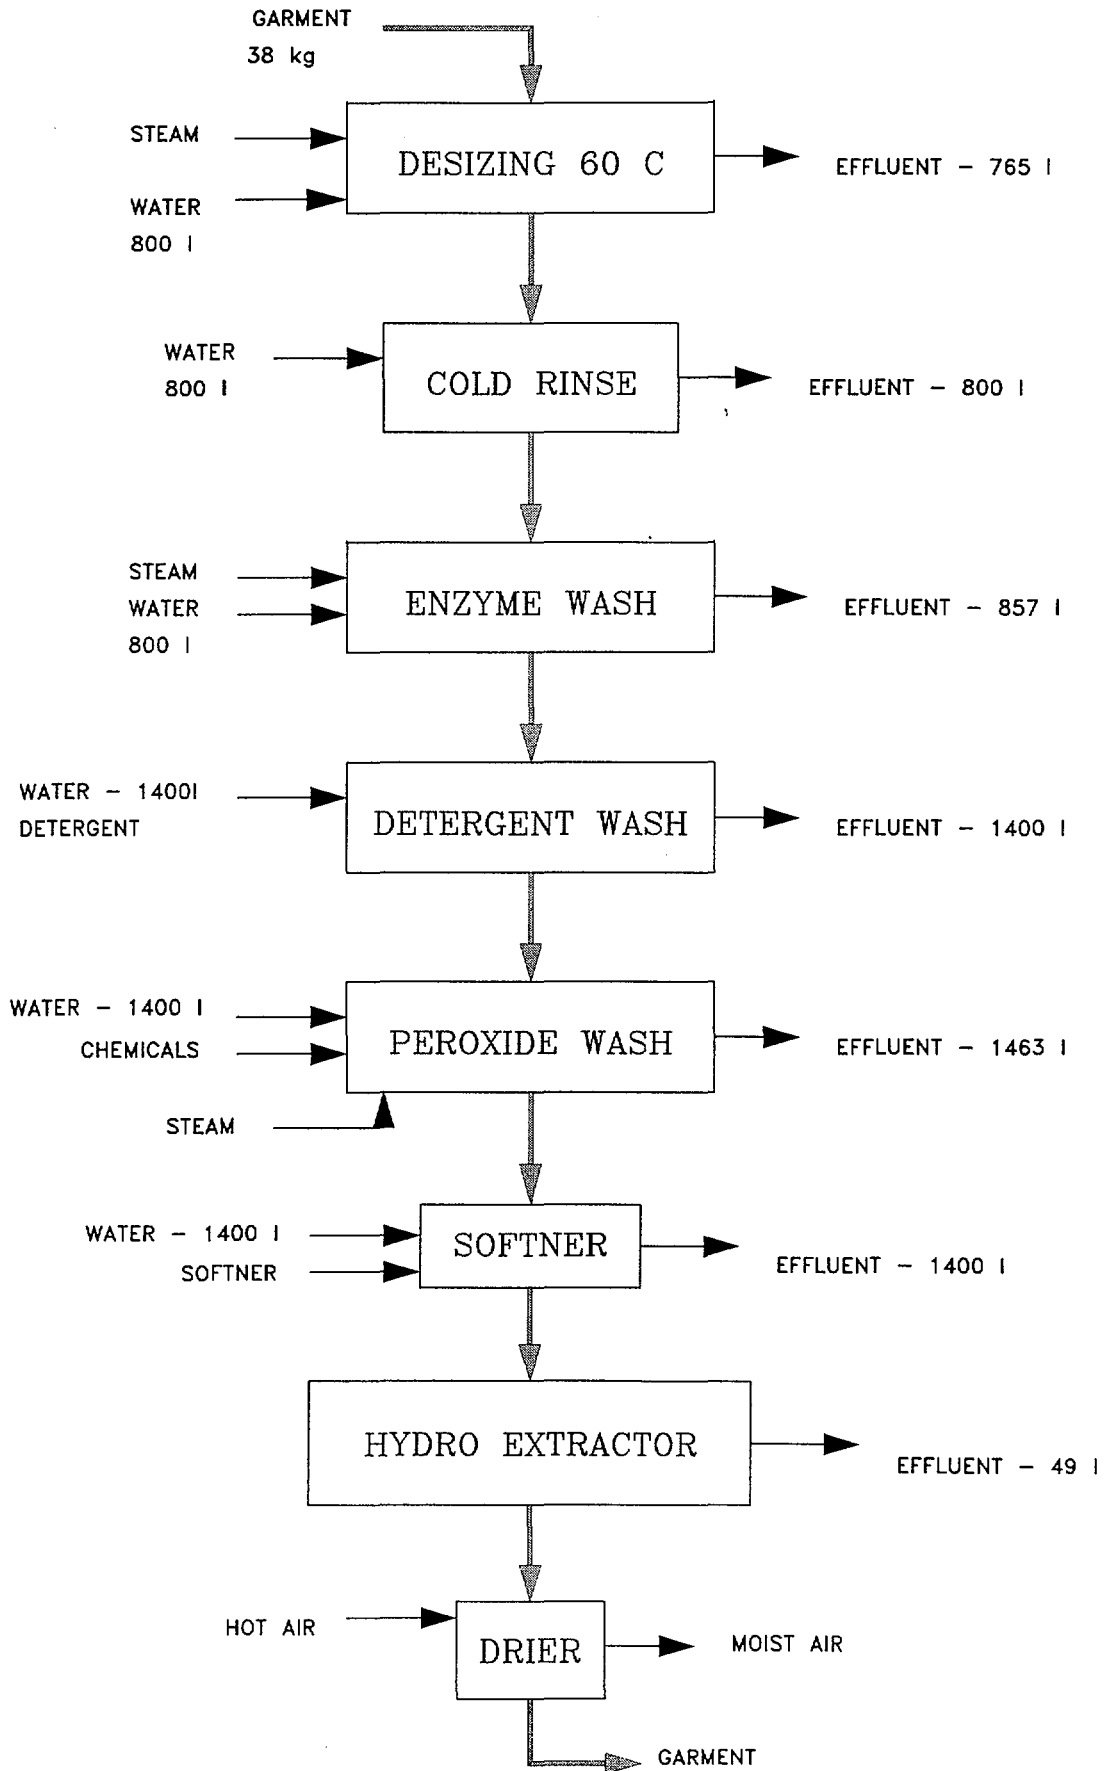 GARMENT
38 kg
STEAM
DESIZING 60 C
EFFLUENT - 765 l
WATER
800 l
WATER
800 l
COLD RINSE
EFFLUENT - 800 l
STEAM
WATER
800 l
ENZYME WASH
EFFLUENT - 857 l
WATER - 1400l
DETERGENT
DETERGENT WASH
EFFLUENT - 1400 l
WATER - 1400 l
CHEMICALS
PEROXIDE WASH
EFFLUENT - 1463 l
STEAM
WATER - 1400 l
SOFTNER
SOFTNER
EFFLUENT - 1400 l
HYDRO EXTRACTOR
EFFLUENT - 49 l
HOT AIR
DRIER
MOIST AIR
GARMENT